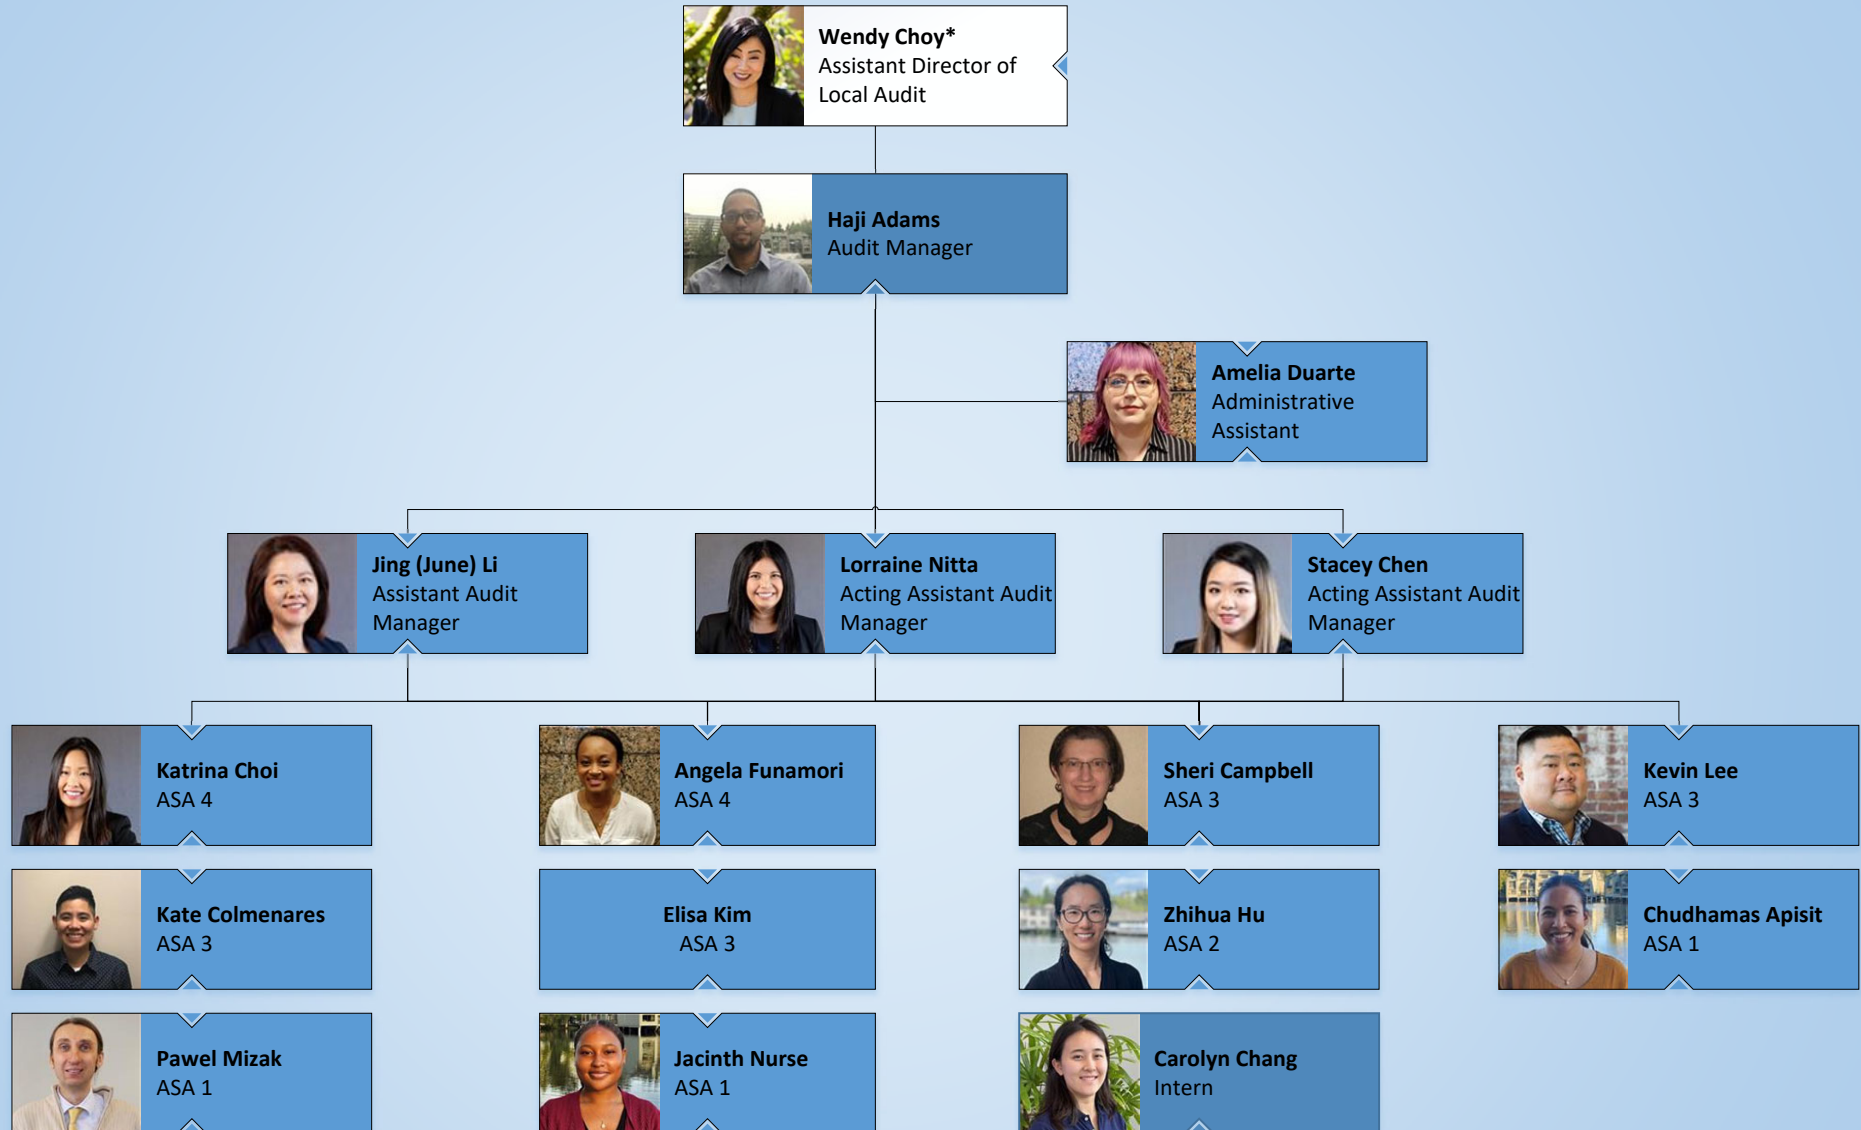 Wendy Choy*
Assistant Director of
Local Audit
Haji Adams
Audit Manager
Amelia Duarte
Administrative
Assistant
Jing (June) Li
Assistant Audit
Manager
Lorraine Nitta
Acting Assistant Audit
Manager
Stacey Chen
Acting Assistant Audit
Manager
Katrina Choi
ASA 4
Angela Funamori
ASA 4
Sheri Campbell
ASA 3
Kevin Lee
ASA 3
Kate Colmenares
ASA 3
Elisa Kim
ASA 3
Zhihua Hu
ASA 2
Chudhamas Apisit
ASA 1
Pawel Mizak
ASA 1
Jacinth Nurse
ASA 1
Carolyn Chang
Intern